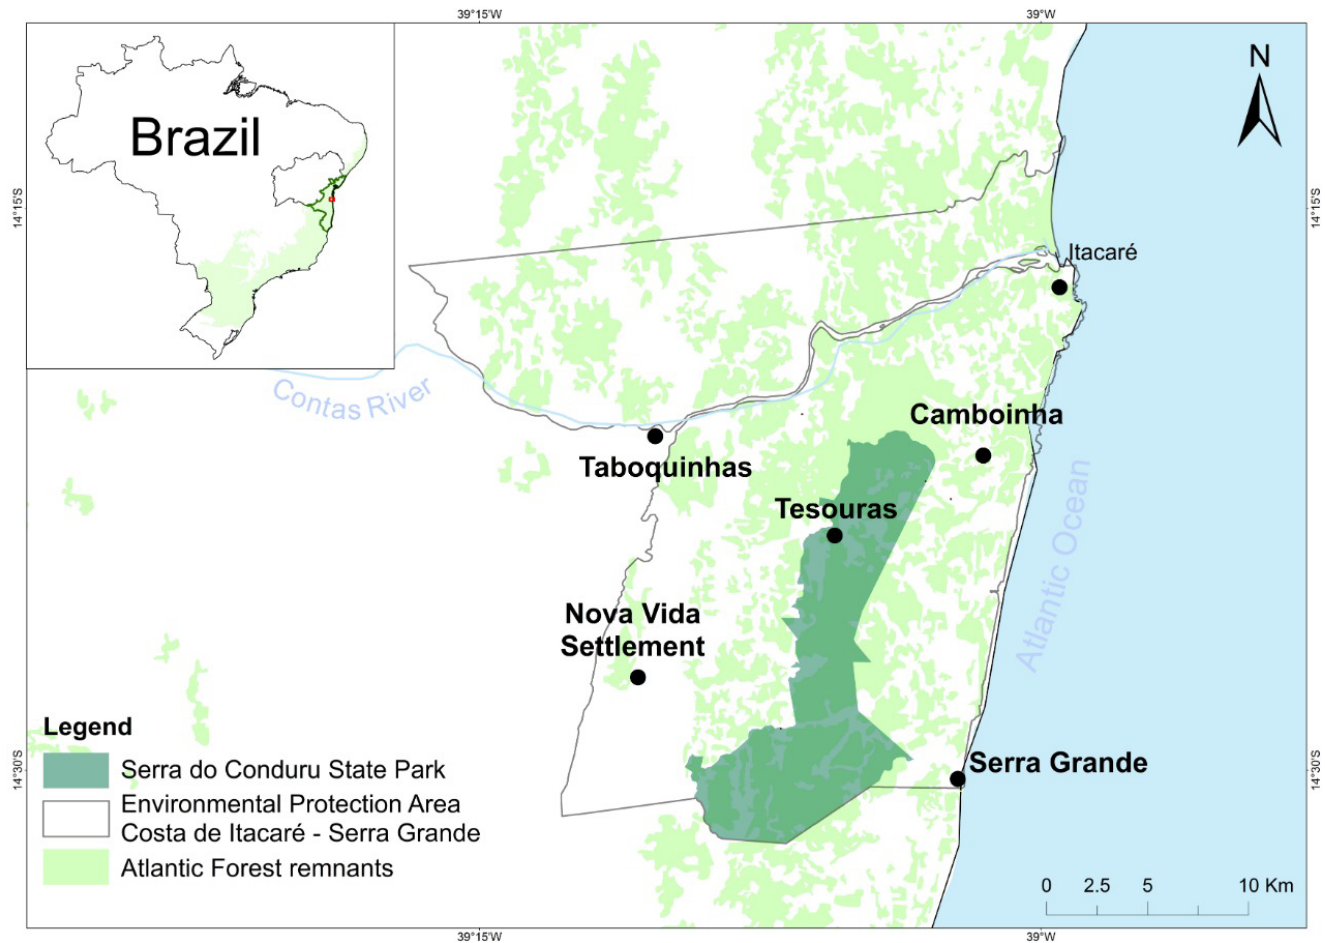 39°15'W
39°W
Brazil
N
14°15'S
14°15'S
Itacaré
Contas River
Camboinha
Taboquinhas
Tesouras
Atlantic Ocean
Nova Vida
Settlement
Legend
Serra do Conduru State Park
Environmental Protection Area
Costa de Itacaré - Serra Grande
Atlantic Forest remnants
Serra Grande
14°30'S
14°30'S
0 2.5 5 10 Km
39°15'W
39°W